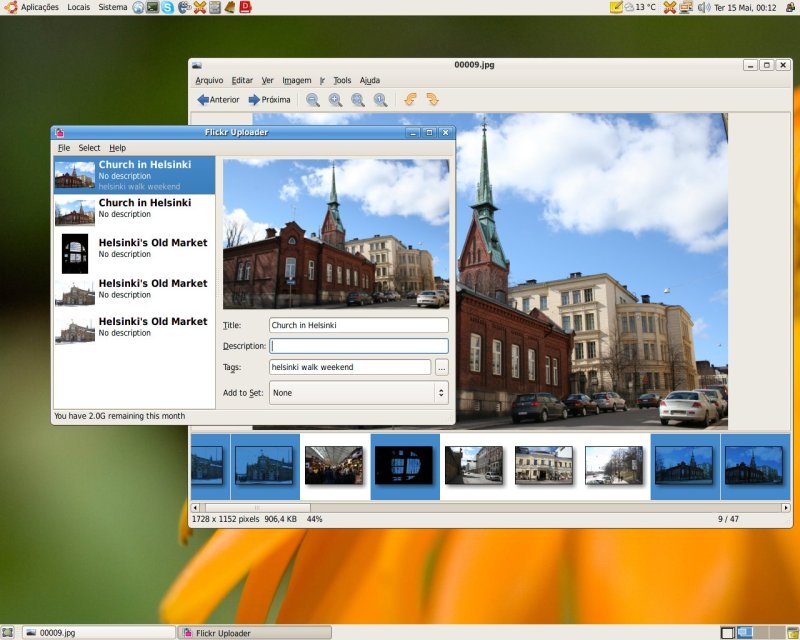 Aplicações Locais Sistema
13 °C
Ter 15 Mai, 00:12
00009.jpg
Arquivo Editar Ver Imagem Ir Tools Ajuda
Anterior Próxima
Flickr Uploader
File Select Help
Church in Helsinki
No description
helsinki walk weekend
Church in Helsinki
No description
Helsinki's Old Market
No description
Helsinki's Old Market
No description
Helsinki's Old Market
No description
Title: Church in Helsinki
Description:
Tags: helsinki walk weekend ...
Add to Set: None
You have 2.0G remaining this month
1728 x 1152 pixels 906,4 KB 44%
9 / 47
00009.jpg
Flickr Uploader